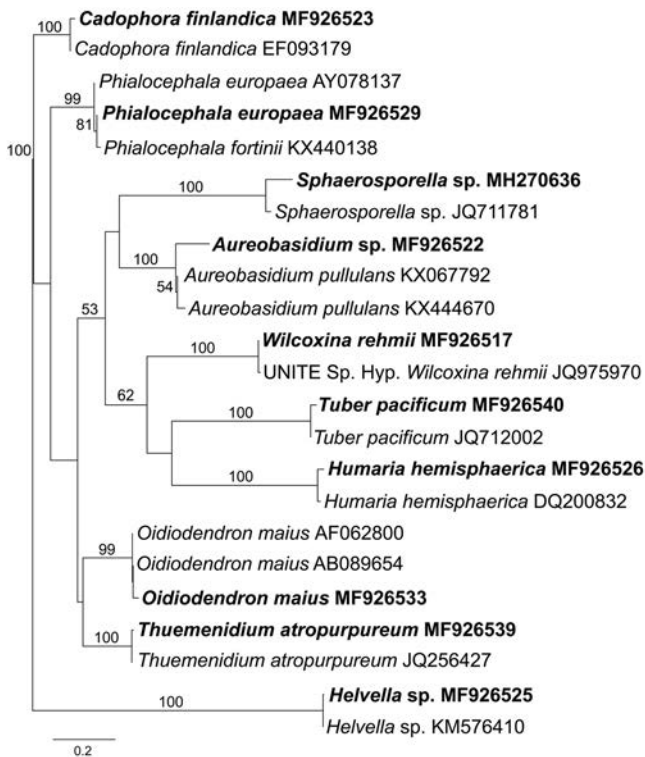 Cadophora finlandica MF926523
100
Cadophora finlandica EF093179
Phialocephala europaea AY078137
99
Phialocephala europaea MF926529
81
Phialocephala fortinii KX440138
100
Sphaerosporella sp. MH270636
100
Sphaerosporella sp. JQ711781
Aureobasidium sp. MF926522
100
Aureobasidium pullulans KX067792
54
Aureobasidium pullulans KX444670
53
Wilcoxina rehmii MF926517
100
UNITE Sp. Hyp. Wilcoxina rehmii JQ975970
62
Tuber pacificum MF926540
100
Tuber pacificum JQ712002
Humaria hemisphaerica MF926526
100
Humaria hemisphaerica DQ200832
Oidiodendron maius AF062800
99
Oidiodendron maius AB089654
Oidiodendron maius MF926533
Thuemenidium atropurpureum MF926539
100
Thuemenidium atropurpureum JQ256427
Helvella sp. MF926525
100
Helvella sp. KM576410
0.2